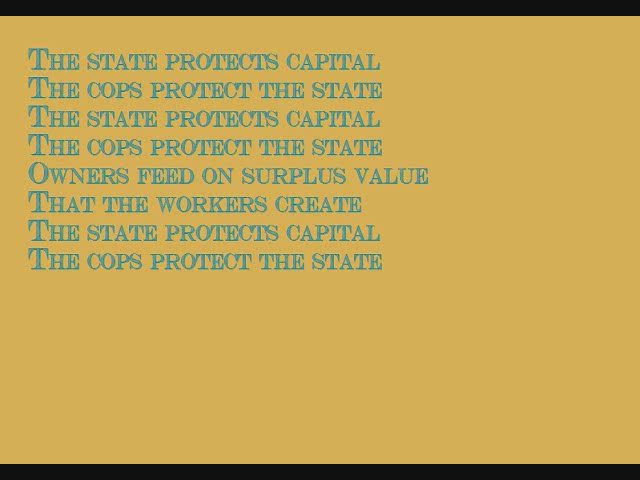 The state protects capital
The cops protect the state
The state protects capital
The cops protect the state
Owners feed on surplus value
That the workers create
The state protects capital
The cops protect the state